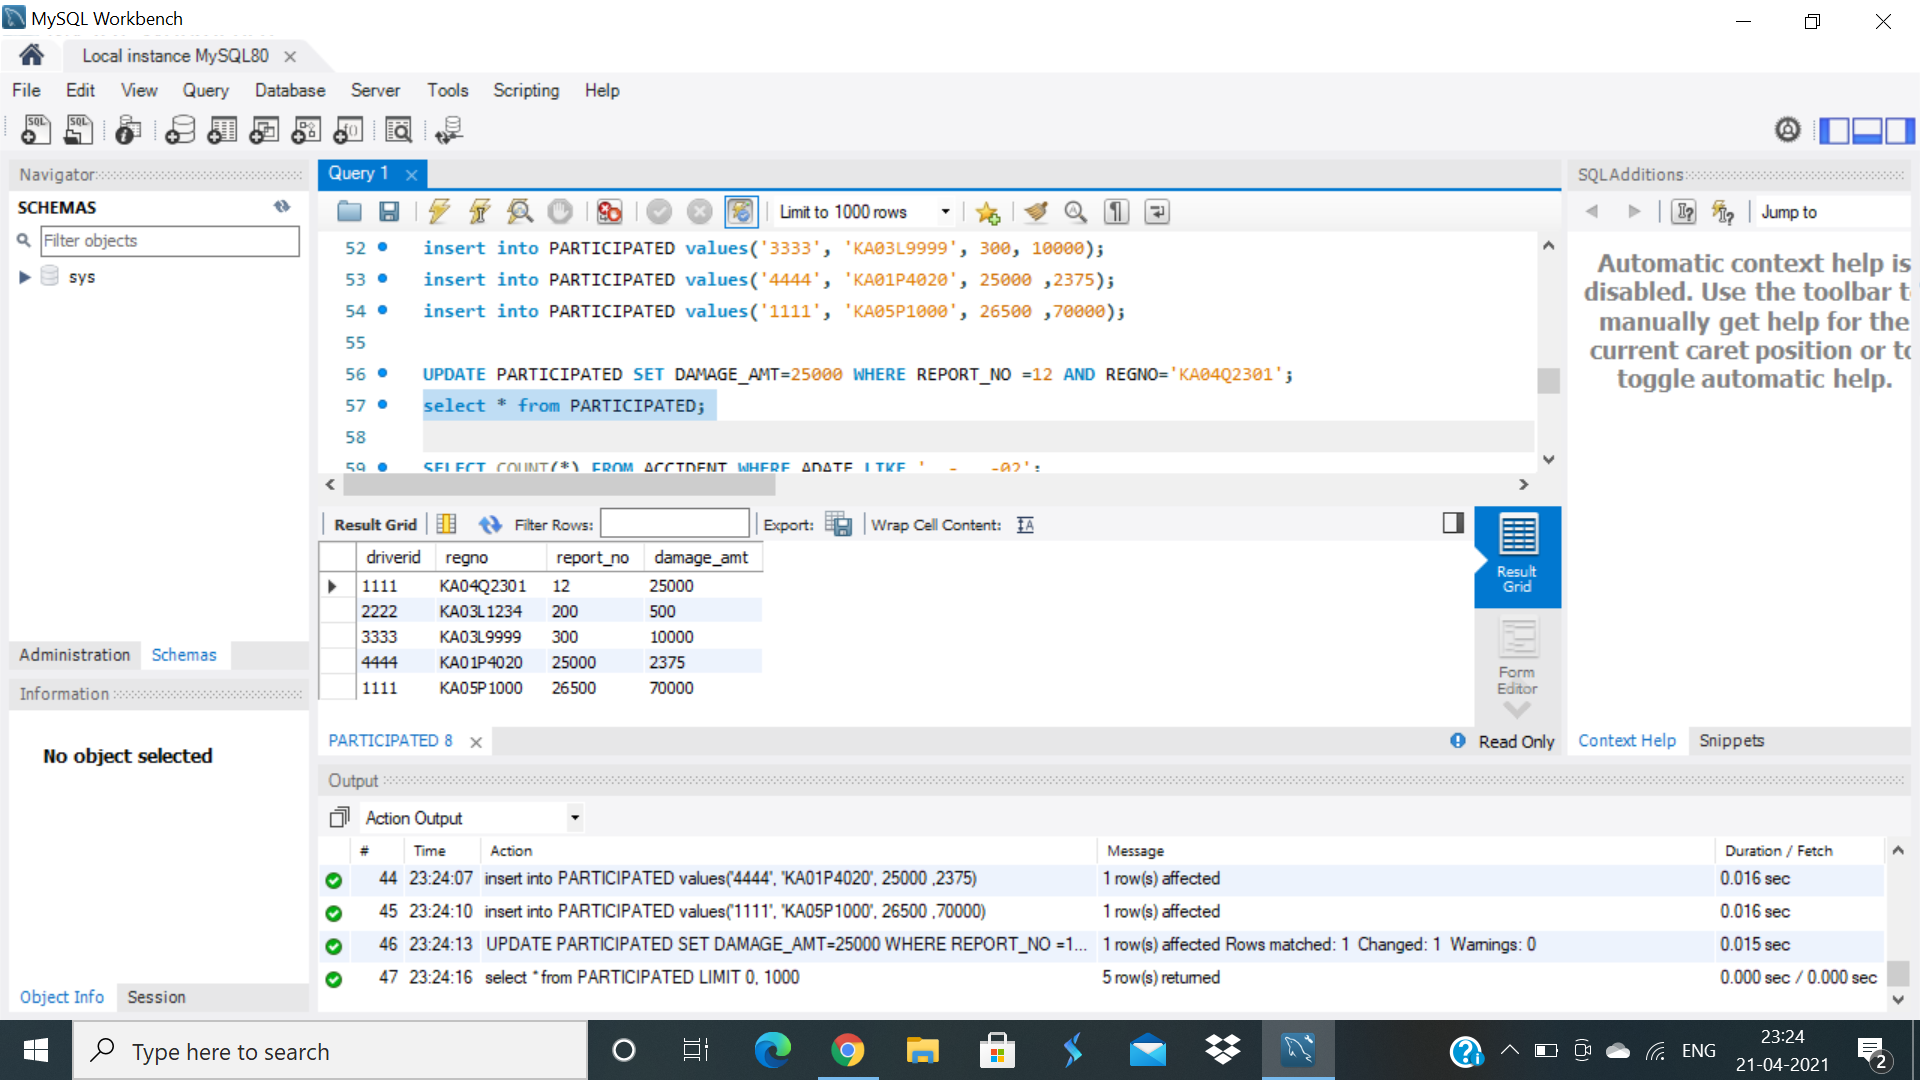 MySQL Workbench
Local instance MySQL80
File Edit View Query Database Server Tools Scripting Help
Navigator
SCHEMAS
Filter objects
sys
Administration Schemas
Information
No object selected
Object Info Session
Query 1
Limit to 1000 rows
52 insert into PARTICIPATED values('3333', 'KA03L9999', 300, 10000);
53 insert into PARTICIPATED values('4444', 'KA01P4020', 25000 ,2375);
54 insert into PARTICIPATED values('1111', 'KA05P1000', 26500 ,70000);
55
56 UPDATE PARTICIPATED SET DAMAGE_AMT=25000 WHERE REPORT_NO =12 AND REGNO='KA04Q2301';
57 select * from PARTICIPATED;
58
59 SELECT COUNT(*) FROM ACCIDENT WHERE ADATE LIKE '__-__-02';
Result Grid Filter Rows: Export: Wrap Cell Content:
driverid regno report_no damage_amt
1111 KA04Q2301 12 25000
2222 KA03L1234 200 500
3333 KA03L9999 300 10000
4444 KA01P4020 25000 2375
1111 KA05P1000 26500 70000
Result
Grid
Form
Editor
PARTICIPATED 8
Read Only
SQLAdditions
Jump to
Automatic context help is
disabled. Use the toolbar t
manually get help for the
current caret position or to
toggle automatic help.
Context Help Snippets
Output
Action Output
# Time Action Message Duration / Fetch
44 23:24:07 insert into PARTICIPATED values('4444', 'KA01P4020', 25000 ,2375) 1 row(s) affected 0.016 sec
45 23:24:10 insert into PARTICIPATED values('1111', 'KA05P1000', 26500 ,70000) 1 row(s) affected 0.016 sec
46 23:24:13 UPDATE PARTICIPATED SET DAMAGE_AMT=25000 WHERE REPORT_NO =1... 1 row(s) affected Rows matched: 1 Changed: 1 Warnings: 0 0.015 sec
47 23:24:16 select * from PARTICIPATED LIMIT 0, 1000 5 row(s) returned 0.000 sec / 0.000 sec
Type here to search
ENG
23:24
21-04-2021
2